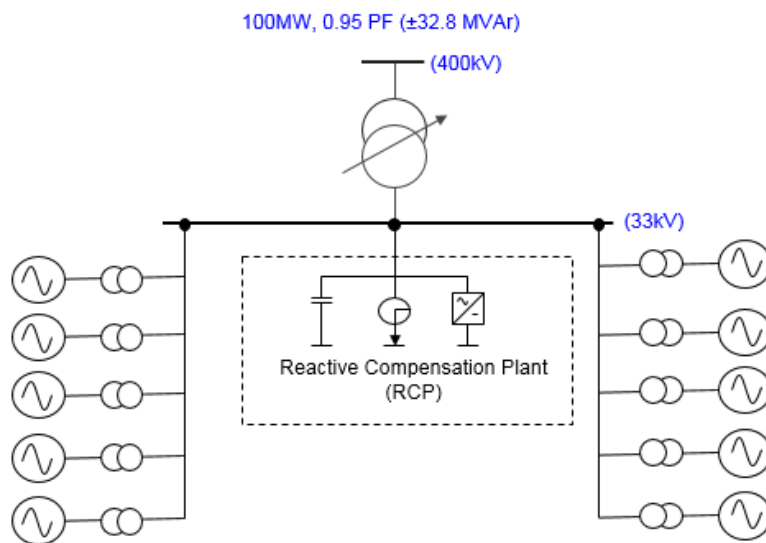 100MW, 0.95 PF (±32.8 MVAr)
(400kV)
(33kV)
Reactive Compensation Plant
(RCP)